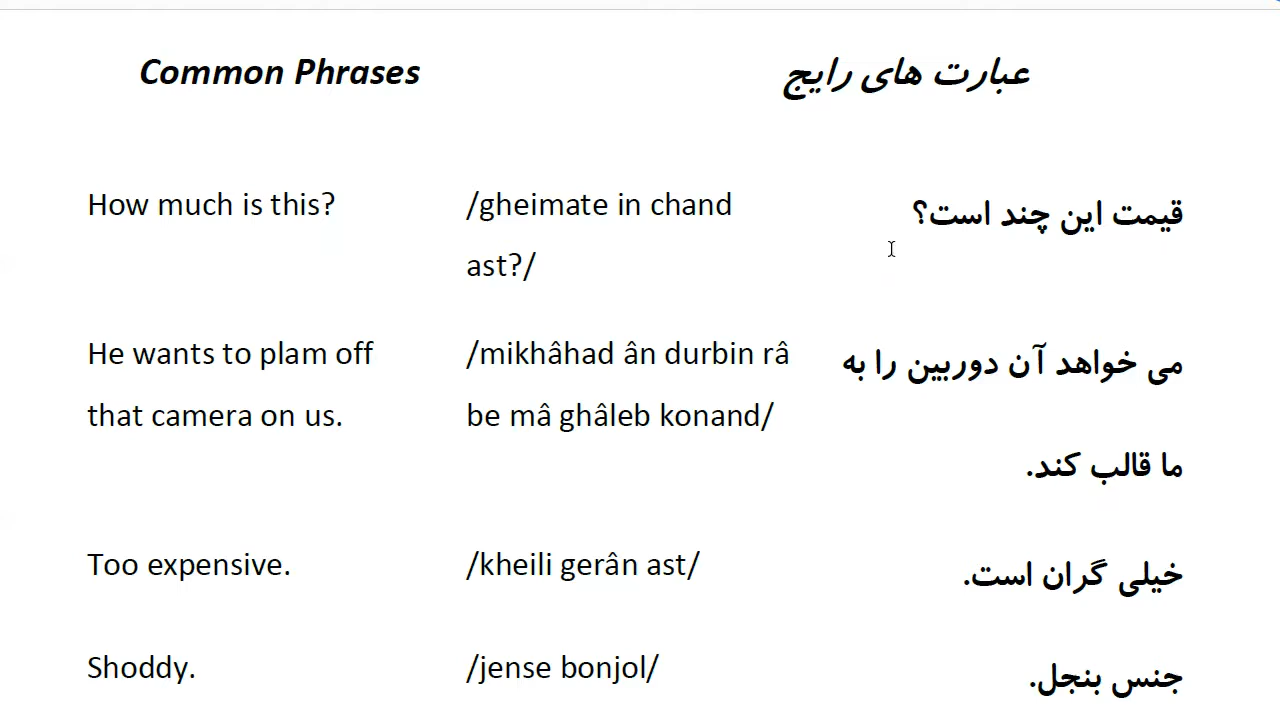 Common Phrases عبارت های رایج
How much is this? /gheimate in chand قیمت این چند است؟
ast?/
He wants to plam off /mikhâhad ân durbin râ می خواهد آن دوربین را به
that camera on us. be mâ ghâleb konand/ ما قالب کند.
Too expensive. /kheili gerân ast/ خیلی گران است.
Shoddy. /jense bonjol/ جنس بنجل.